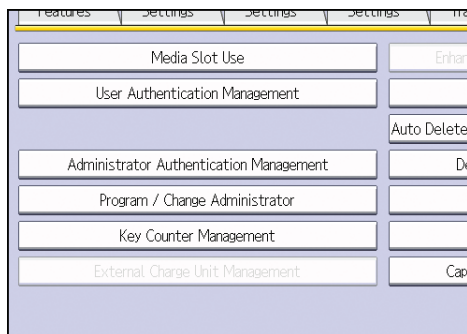 Features Settings Settings Settings
Media Slot Use
User Authentication Management
Auto Delete
Administrator Authentication Management
Program / Change Administrator
Key Counter Management
External Charge Unit Management
Cap